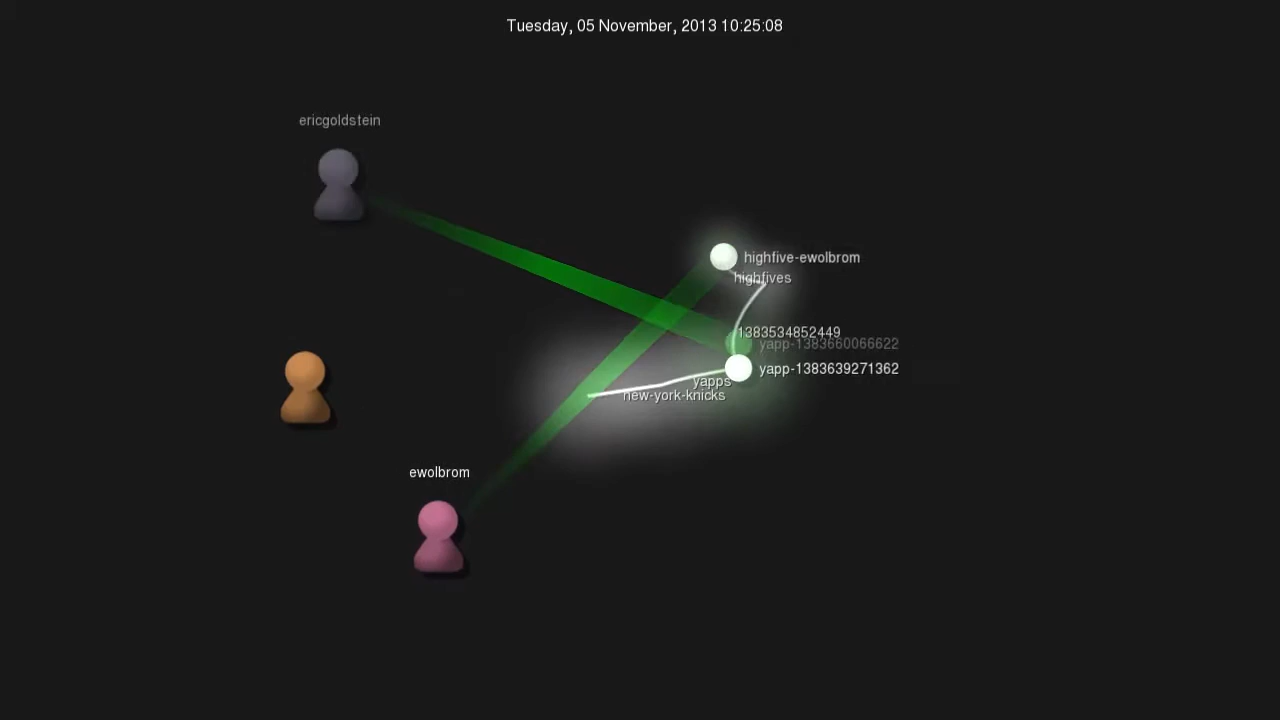 Tuesday, 05 November, 2013 10:25:08
ericgoldstein
highfive-ewolbrom
highfives
1383534852449
yapp-1383660066622
yapp-1383639271362
yapps
new-york-knicks
ewolbrom